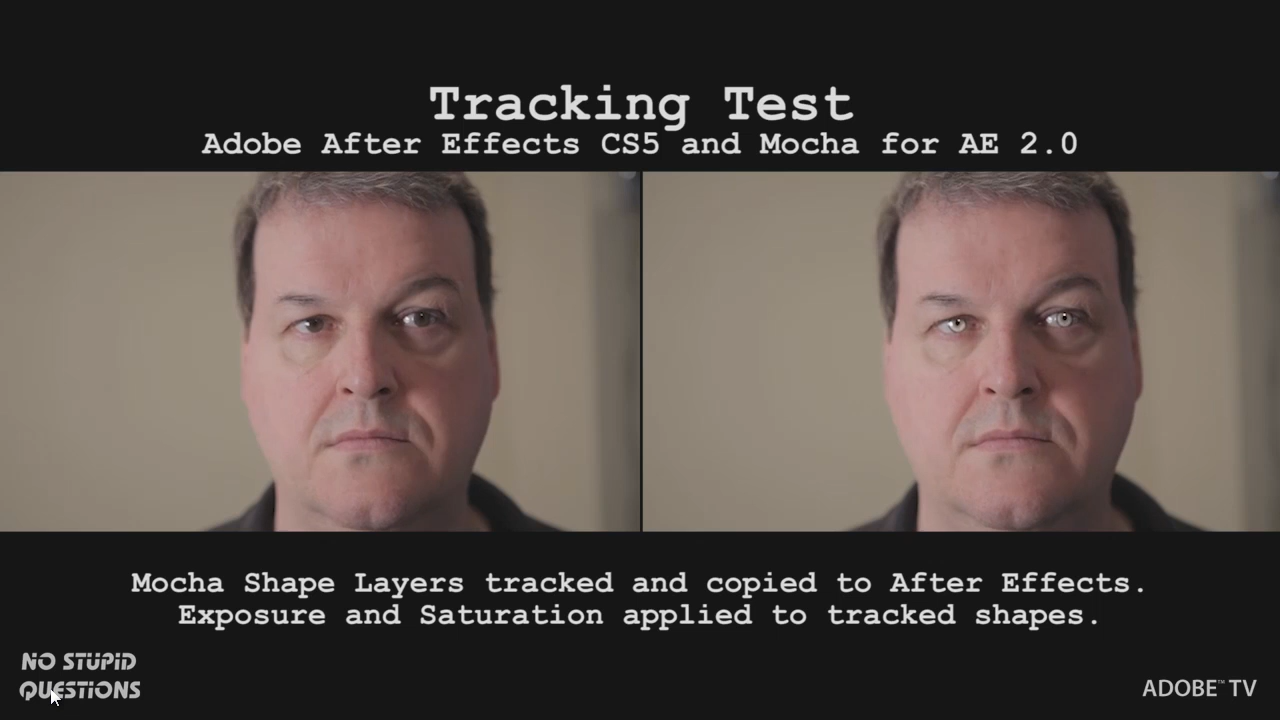 Tracking Test
Adobe After Effects CS5 and Mocha for AE 2.0
Mocha Shape Layers tracked and copied to After Effects.
Exposure and Saturation applied to tracked shapes.
NO STUPiD
QUESTiONS
ADOBE™ TV